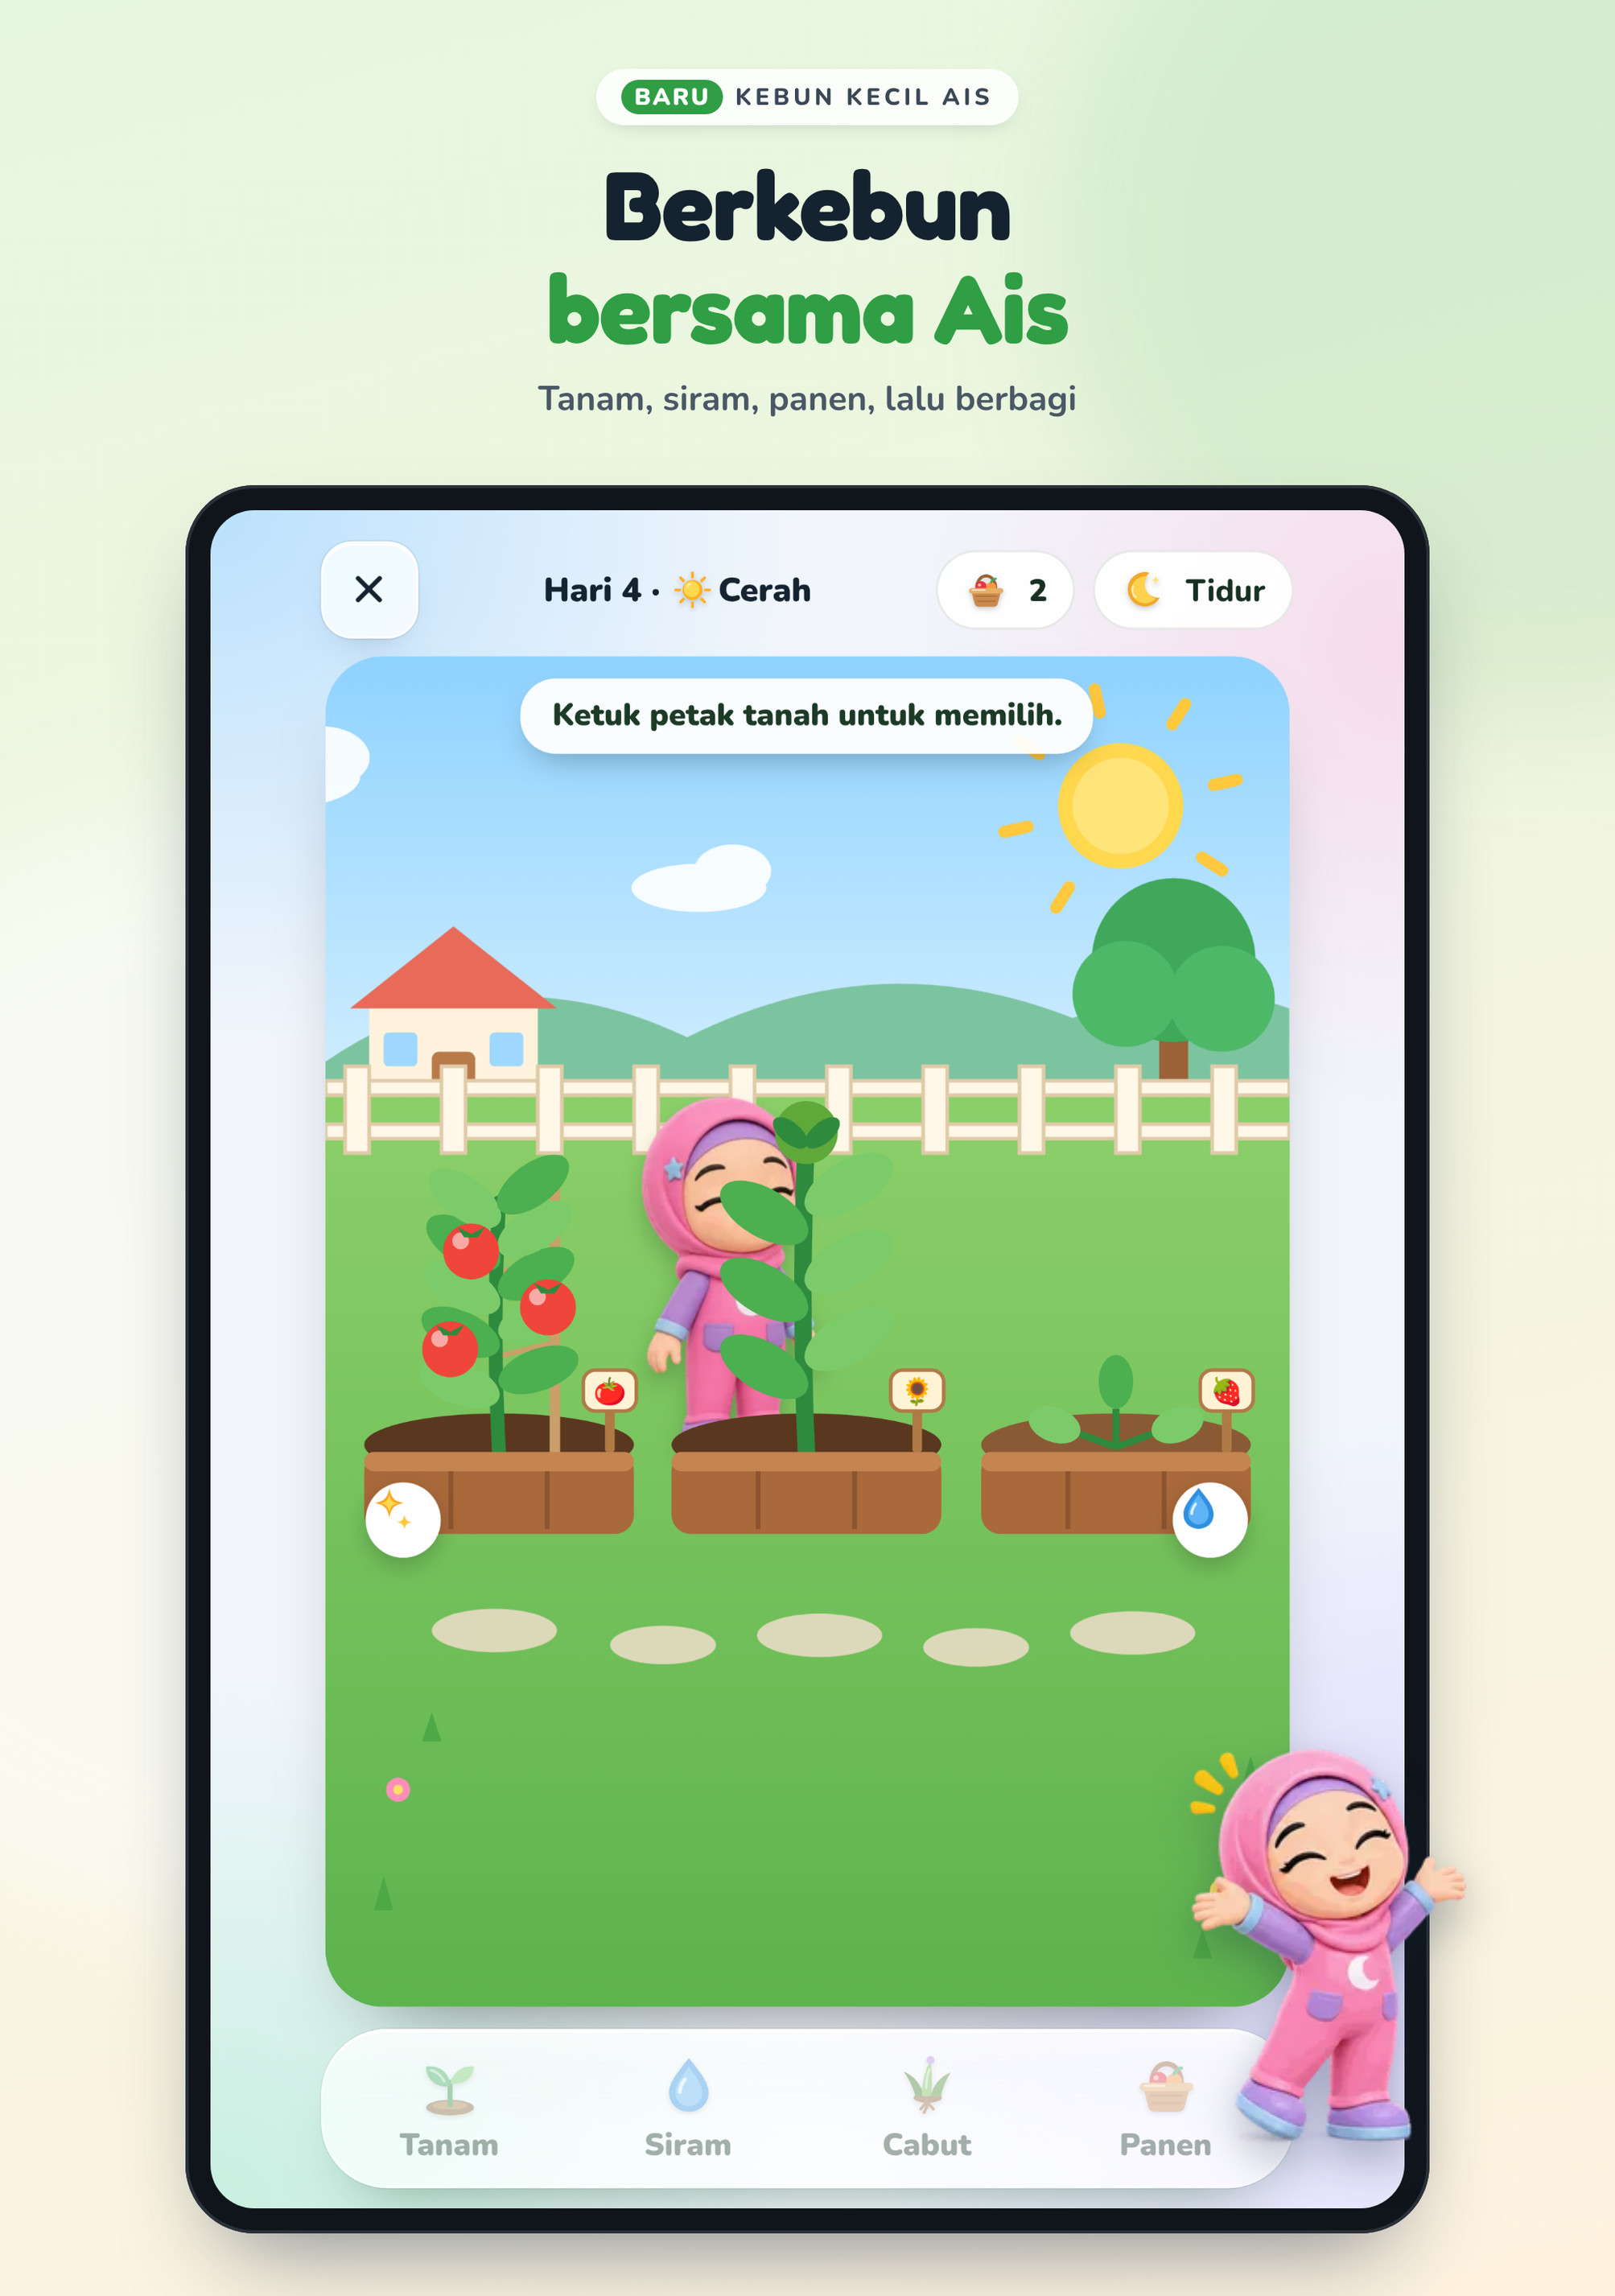 BARU KEBUN KECIL AIS
Berkebun
bersama Ais
Tanam, siram, panen, lalu berbagi
Hari 4 · Cerah
2
Tidur
Ketuk petak tanah untuk memilih.
Tanam
Siram
Cabut
Panen